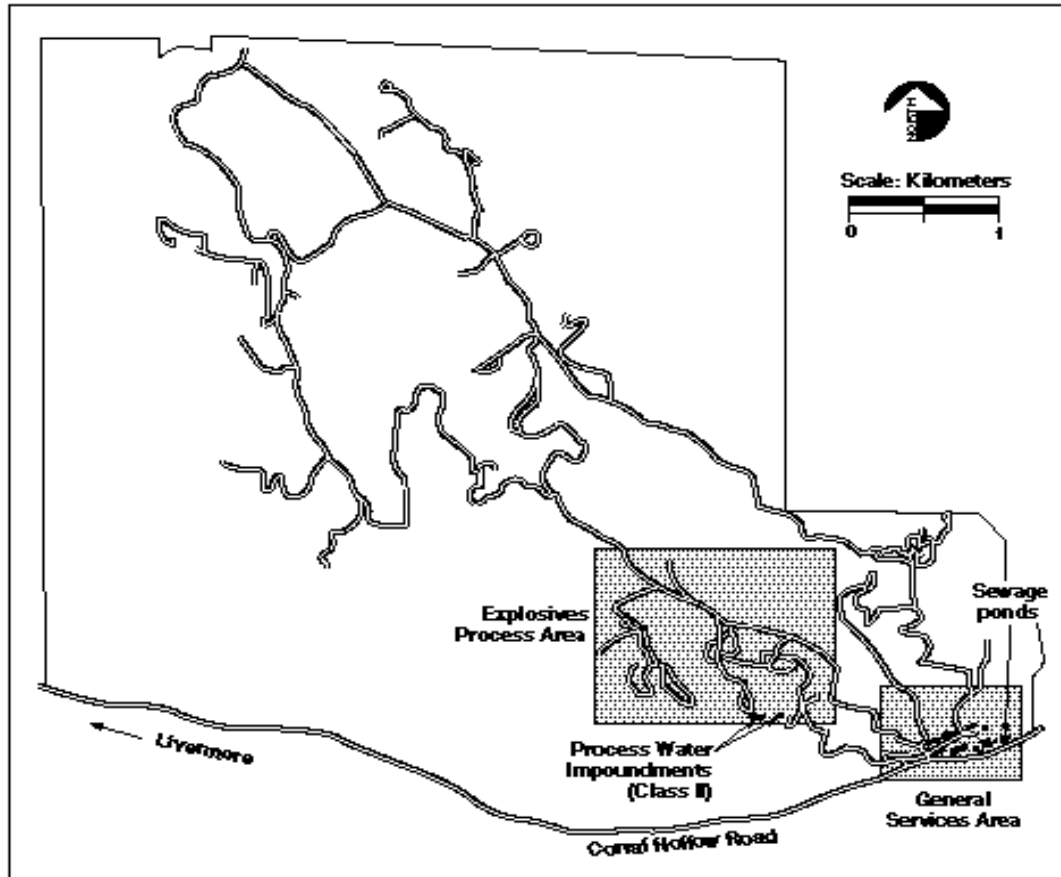 NORTH
Scale: Kilometers
0 1
Sewage
ponds
Explosives
Process Area
Livermore
Process Water
Impoundments
(Class II)
General
Services Area
Corral Hollow Road